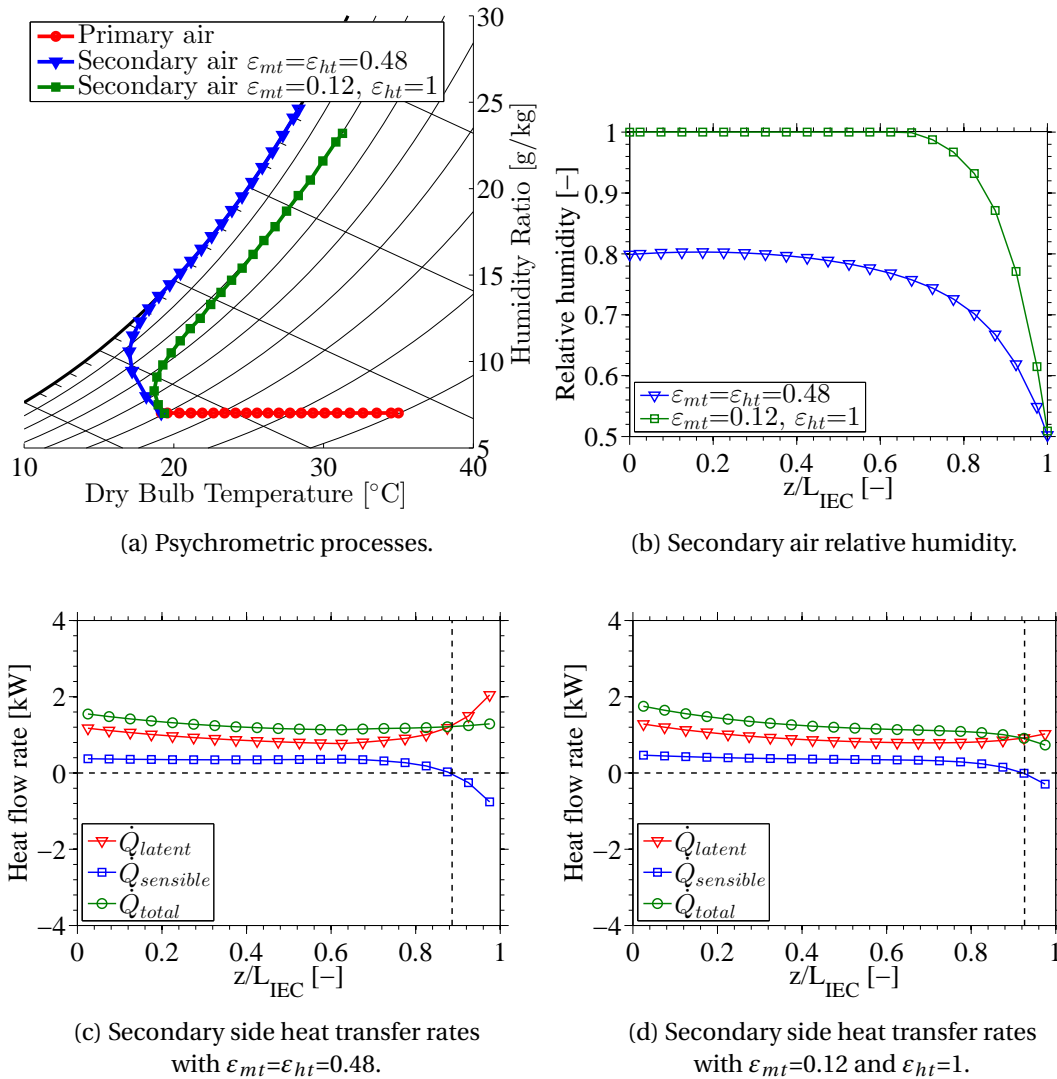 Primary air
Secondary air εmt=εht=0.48
Secondary air εmt=0.12, εht=1
30
25
20
15
10
5
Humidity Ratio [g/kg]
10 20 30 40
Dry Bulb Temperature [°C]
(a) Psychrometric processes.
1
0.9
0.8
0.7
0.6
0.5
Relative humidity [–]
εmt=εht=0.48
εmt=0.12, εht=1
0 0.2 0.4 0.6 0.8 1
z/LIEC [–]
(b) Secondary air relative humidity.
4
2
0
−2
−4
Heat flow rate [kW]
Q̇latent
Q̇sensible
Q̇total
0 0.2 0.4 0.6 0.8 1
z/LIEC [–]
(c) Secondary side heat transfer rates
with εmt=εht=0.48.
4
2
0
−2
−4
Heat flow rate [kW]
Q̇latent
Q̇sensible
Q̇total
0 0.2 0.4 0.6 0.8 1
z/LIEC [–]
(d) Secondary side heat transfer rates
with εmt=0.12 and εht=1.